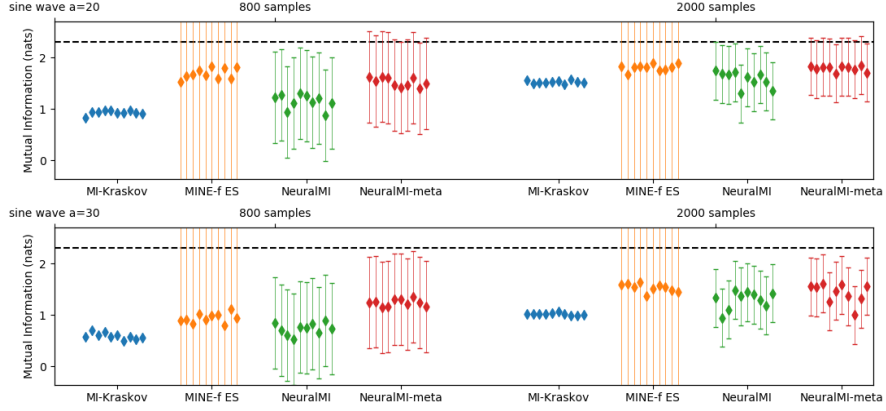 sine wave a=20
800 samples
2000 samples
Mutual Information (nats)
2
1
0
MI-Kraskov
MINE-f ES
NeuralMI
NeuralMI-meta
MI-Kraskov
MINE-f ES
NeuralMI
NeuralMI-meta
sine wave a=30
800 samples
2000 samples
Mutual Information (nats)
2
1
0
MI-Kraskov
MINE-f ES
NeuralMI
NeuralMI-meta
MI-Kraskov
MINE-f ES
NeuralMI
NeuralMI-meta